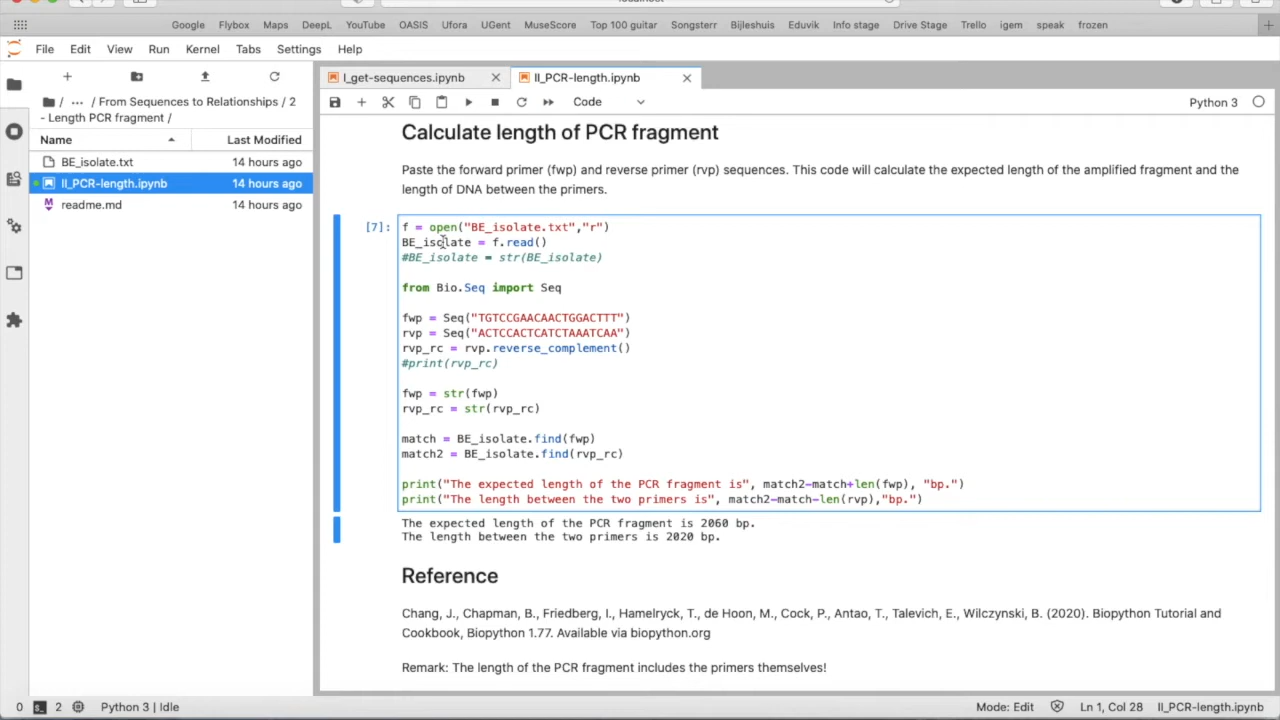 localhost
Google Flybox Maps DeepL YouTube OASIS Ufora UGent MuseScore Top 100 guitar Songsterr Bijleshuis Eduvik Info stage Drive Stage Trello igem speak frozen
File Edit View Run Kernel Tabs Settings Help
I_get-sequences.ipynb
II_PCR-length.ipynb
/ ... / From Sequences to Relationships / 2
- Length PCR fragment /
Code
Python 3
Name Last Modified
BE_isolate.txt 14 hours ago
II_PCR-length.ipynb 14 hours ago
readme.md 14 hours ago
Calculate length of PCR fragment
Paste the forward primer (fwp) and reverse primer (rvp) sequences. This code will calculate the expected length of the amplified fragment and the
length of DNA between the primers.
[7]: f = open("BE_isolate.txt","r")
BE_isolate = f.read()
#BE_isolate = str(BE_isolate)
from Bio.Seq import Seq
fwp = Seq("TGTCCGAACAACTGGACTTT")
rvp = Seq("ACTCCACTCATCTAAATCAA")
rvp_rc = rvp.reverse_complement()
#print(rvp_rc)
fwp = str(fwp)
rvp_rc = str(rvp_rc)
match = BE_isolate.find(fwp)
match2 = BE_isolate.find(rvp_rc)
print("The expected length of the PCR fragment is", match2-match+len(fwp), "bp.")
print("The length between the two primers is", match2-match-len(rvp),"bp.")
The expected length of the PCR fragment is 2060 bp.
The length between the two primers is 2020 bp.
Reference
Chang, J., Chapman, B., Friedberg, I., Hamelryck, T., de Hoon, M., Cock, P., Antao, T., Talevich, E., Wilczynski, B. (2020). Biopython Tutorial and
Cookbook, Biopython 1.77. Available via biopython.org
Remark: The length of the PCR fragment includes the primers themselves!
0 2 Python 3 | Idle Mode: Edit Ln 1, Col 28 II_PCR-length.ipynb